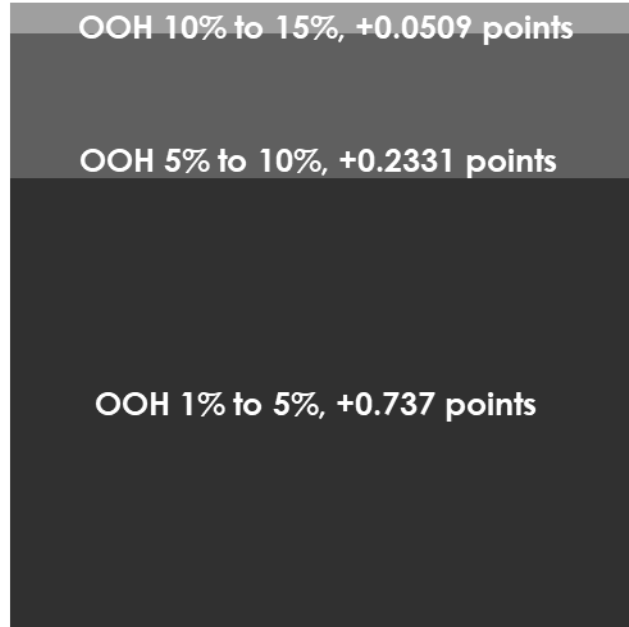 OOH 10% to 15%, +0.0509 points
OOH 5% to 10%, +0.2331 points
OOH 1% to 5%, +0.737 points